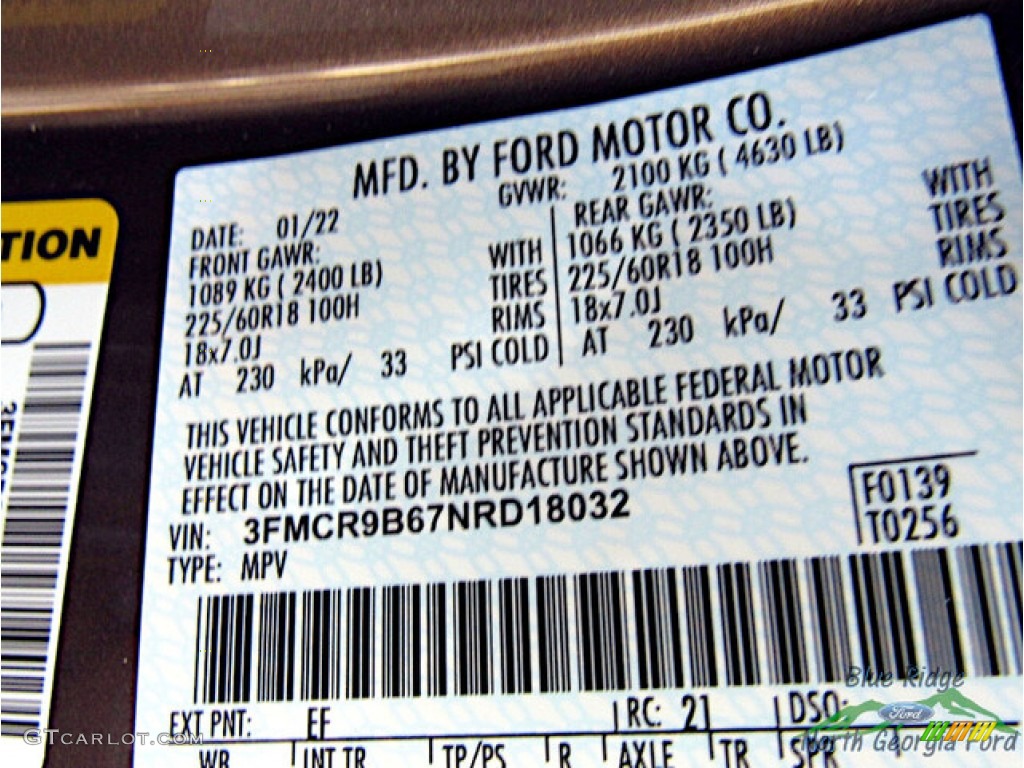 MFD. BY FORD MOTOR CO.
DATE: 01/22 GVWR: 2100 KG ( 4630 LB)
FRONT GAWR: REAR GAWR:
1089 KG ( 2400 LB) WITH 1066 KG ( 2350 LB) WITH
225/60R18 100H TIRES 225/60R18 100H TIRES
18x7.0J RIMS 18x7.0J RIMS
AT 230 kPa/ 33 PSI COLD AT 230 kPa/ 33 PSI COLD
THIS VEHICLE CONFORMS TO ALL APPLICABLE FEDERAL MOTOR
VEHICLE SAFETY AND THEFT PREVENTION STANDARDS IN
EFFECT ON THE DATE OF MANUFACTURE SHOWN ABOVE.
VIN: 3FMCR9B67NRD18032
F0139
TYPE: MPV
T0256
EXT PNT: EF RC: 21 DSO:
WB INT TR TP/PS R AXLE TR SPR
TION
GTCARLOT.COM
Blue Ridge
Ford
North Georgia Ford